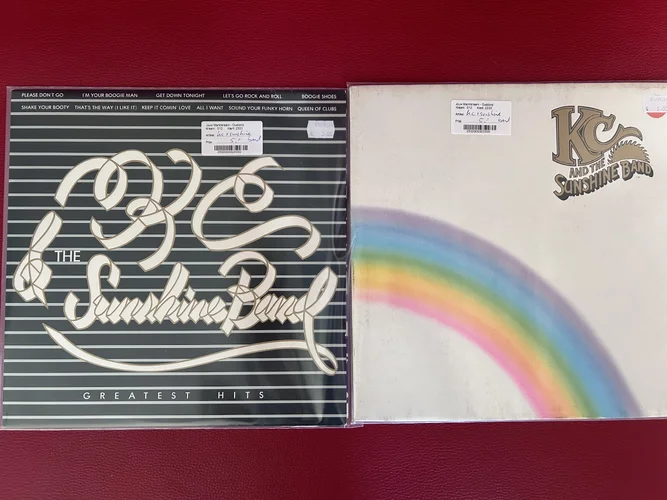 PLEASE DON'T GO I'M YOUR BOOGIE MAN GET DOWN TONIGHT LET'S GO ROCK AND ROLL BOOGIE SHOES
SHAKE YOUR BOOTY THAT'S THE WAY (I LIKE IT) KEEP IT COMIN' LOVE ALL I WANT SOUND YOUR FUNKY HORN QUEEN OF CLUBS
KC
&
THE
Sunshine Band
GREATEST HITS
KC
AND THE
SUNSHINE BAND